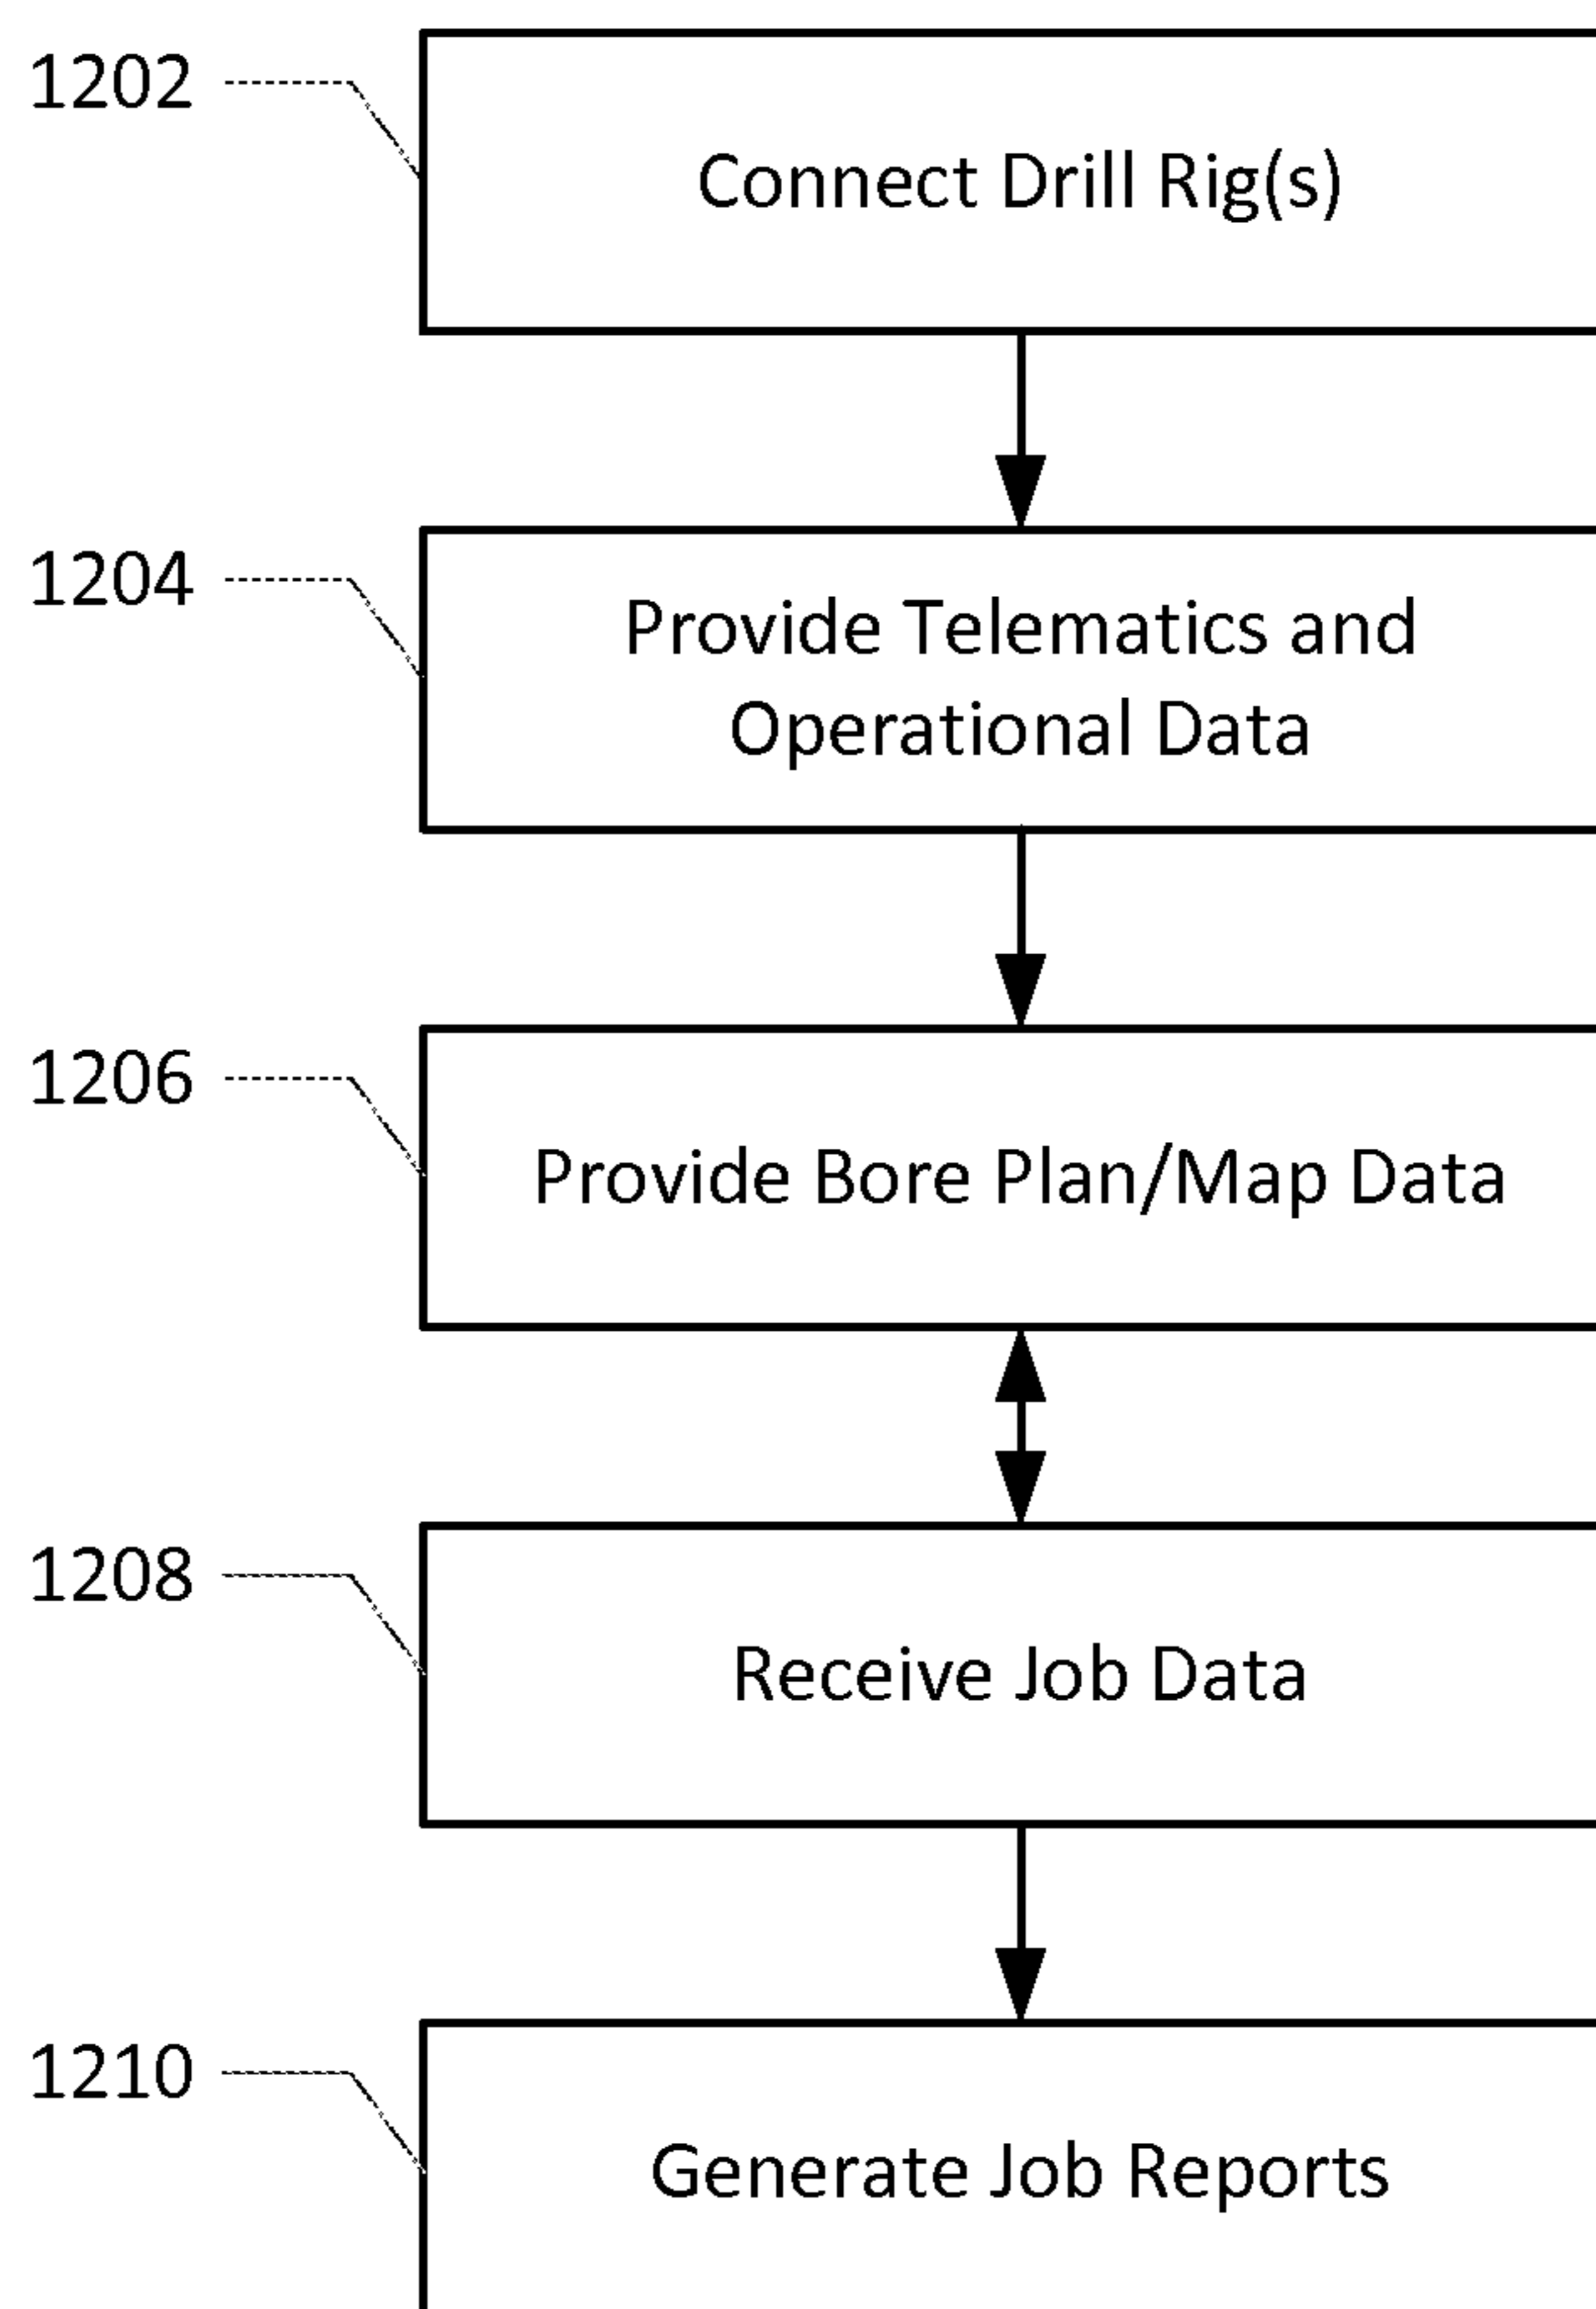 1202
Connect Drill Rig(s)
1204
Provide Telematics and
Operational Data
1206
Provide Bore Plan/Map Data
1208
Receive Job Data
1210
Generate Job Reports